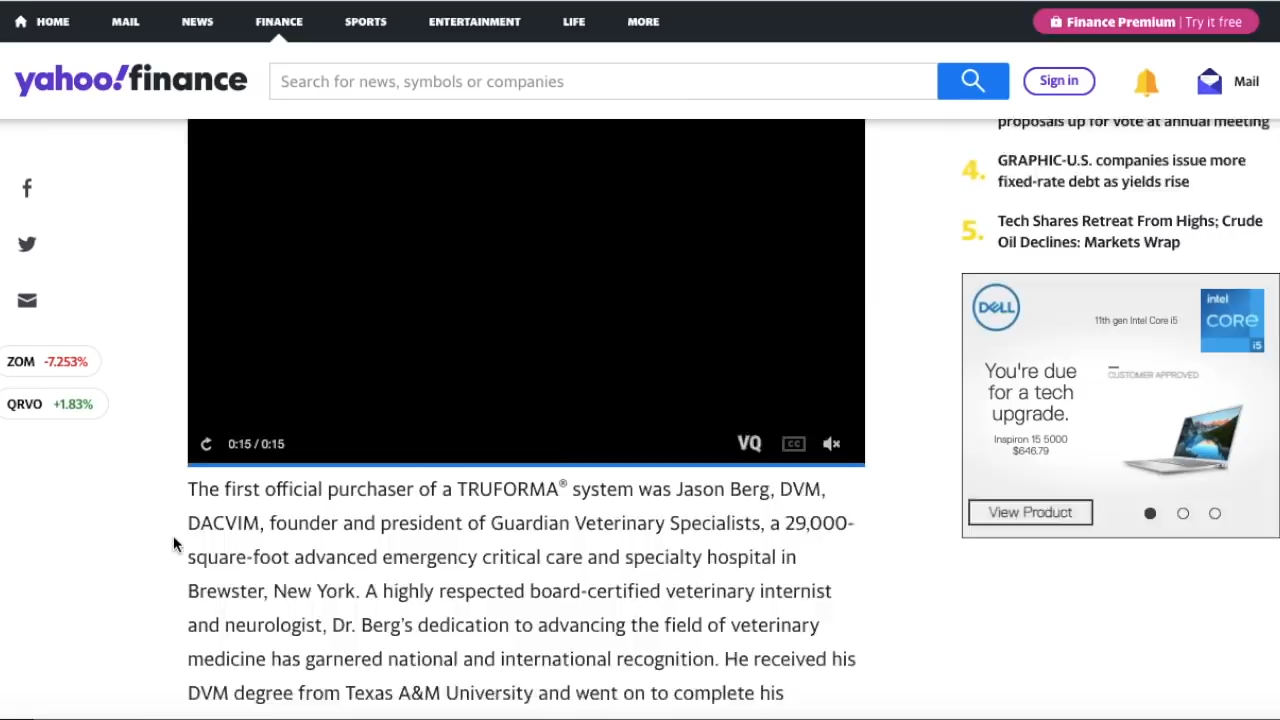 HOME MAIL NEWS FINANCE SPORTS ENTERTAINMENT LIFE MORE Finance Premium | Try it free
yahoo!finance Search for news, symbols or companies Sign in Mail
proposals up for vote at annual meeting
4. GRAPHIC-U.S. companies issue more
fixed-rate debt as yields rise
5. Tech Shares Retreat From Highs; Crude
Oil Declines: Markets Wrap
ZOM -7.253%
QRVO +1.83%
0:15 / 0:15 VQ CC
The first official purchaser of a TRUFORMA® system was Jason Berg, DVM,
DACVIM, founder and president of Guardian Veterinary Specialists, a 29,000-
square-foot advanced emergency critical care and specialty hospital in
Brewster, New York. A highly respected board-certified veterinary internist
and neurologist, Dr. Berg's dedication to advancing the field of veterinary
medicine has garnered national and international recognition. He received his
DVM degree from Texas A&M University and went on to complete his
DELL
11th gen Intel Core i5
intel
CORE
i5
You're due
for a tech
upgrade.
CUSTOMER APPROVED
Inspiron 15 5000
$646.79
View Product